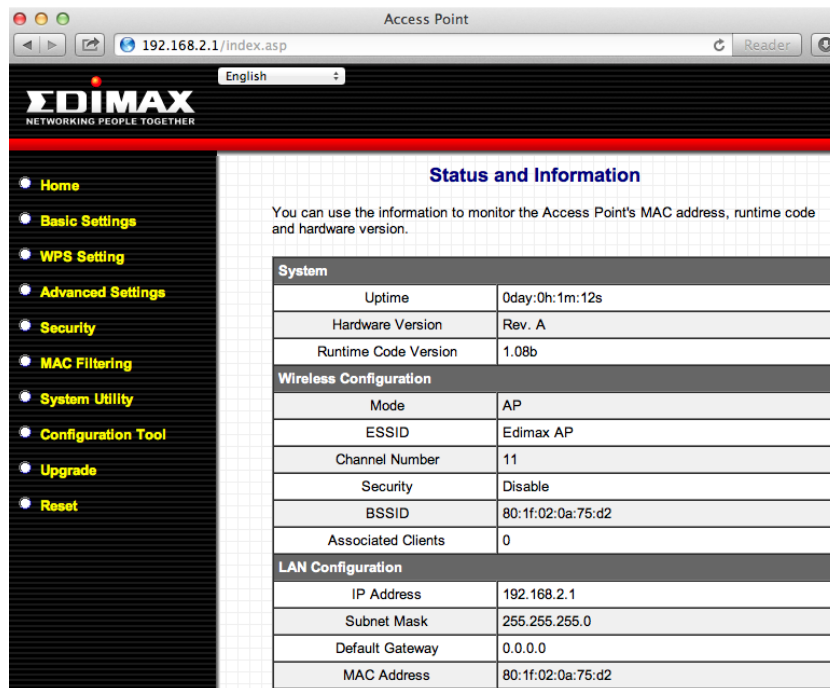 Access Point
192.168.2.1/index.asp
Reader
English
EDIMAX
NETWORKING PEOPLE TOGETHER
Home
Basic Settings
WPS Setting
Advanced Settings
Security
MAC Filtering
System Utility
Configuration Tool
Upgrade
Reset
Status and Information
You can use the information to monitor the Access Point's MAC address, runtime code
and hardware version.
System
Uptime 0day:0h:1m:12s
Hardware Version Rev. A
Runtime Code Version 1.08b
Wireless Configuration
Mode AP
ESSID Edimax AP
Channel Number 11
Security Disable
BSSID 80:1f:02:0a:75:d2
Associated Clients 0
LAN Configuration
IP Address 192.168.2.1
Subnet Mask 255.255.255.0
Default Gateway 0.0.0.0
MAC Address 80:1f:02:0a:75:d2